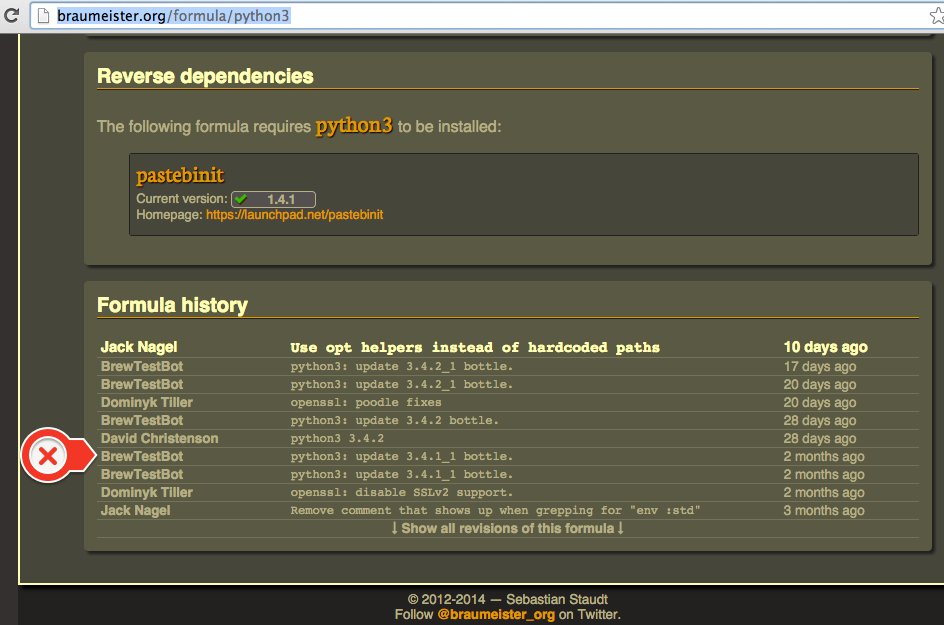 braumeister.org/formula/python3
Reverse dependencies
The following formula requires python3 to be installed:
pastebinit
Current version: 1.4.1
Homepage: https://launchpad.net/pastebinit
Formula history
Jack Nagel Use opt helpers instead of hardcoded paths 10 days ago
BrewTestBot python3: update 3.4.2_1 bottle. 17 days ago
BrewTestBot python3: update 3.4.2_1 bottle. 20 days ago
Dominyk Tiller openssl: poodle fixes 20 days ago
BrewTestBot python3: update 3.4.2 bottle. 28 days ago
David Christenson python3 3.4.2 28 days ago
BrewTestBot python3: update 3.4.1_1 bottle. 2 months ago
BrewTestBot python3: update 3.4.1_1 bottle. 2 months ago
Dominyk Tiller openssl: disable SSLv2 support. 2 months ago
Jack Nagel Remove comment that shows up when grepping for "env :std" 3 months ago
↓ Show all revisions of this formula ↓
© 2012-2014 — Sebastian Staudt
Follow @braumeister_org on Twitter.